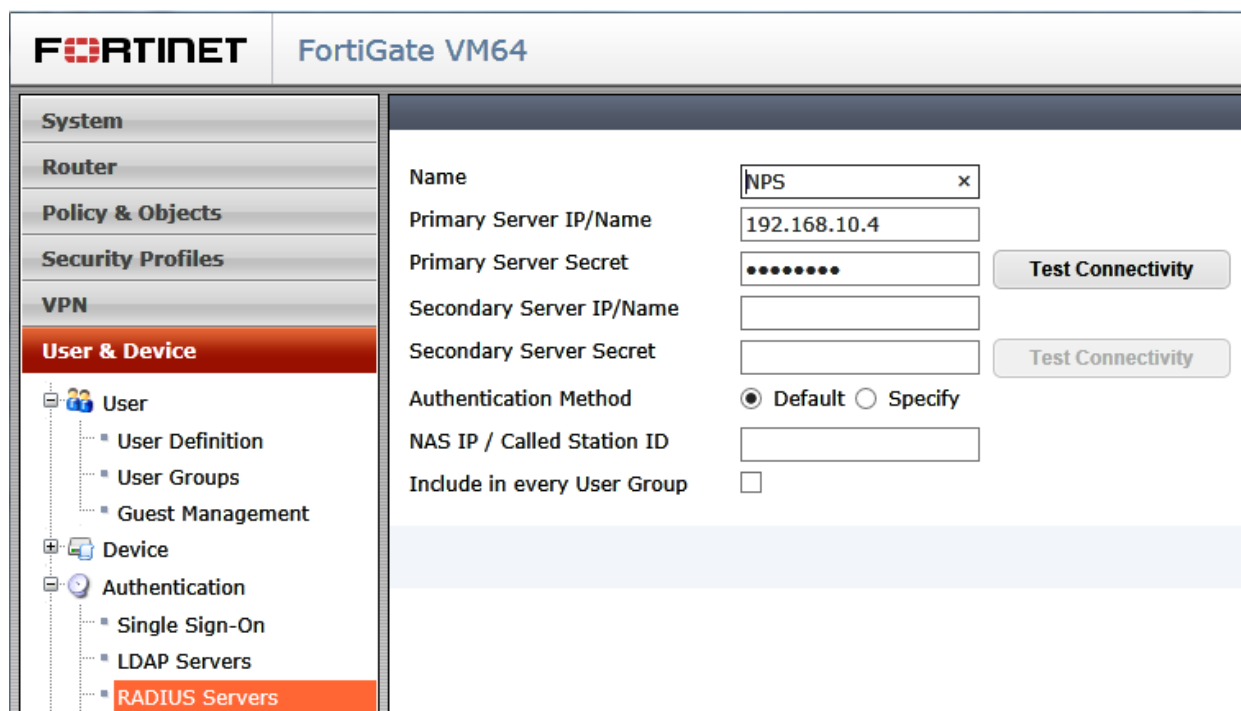 FORTINET
FortiGate VM64
System
Router
Policy & Objects
Security Profiles
VPN
User & Device
User
User Definition
User Groups
Guest Management
Device
Authentication
Single Sign-On
LDAP Servers
RADIUS Servers
Name NPS ×
Primary Server IP/Name 192.168.10.4
Primary Server Secret •••••••• Test Connectivity
Secondary Server IP/Name
Secondary Server Secret Test Connectivity
Authentication Method Default Specify
NAS IP / Called Station ID
Include in every User Group